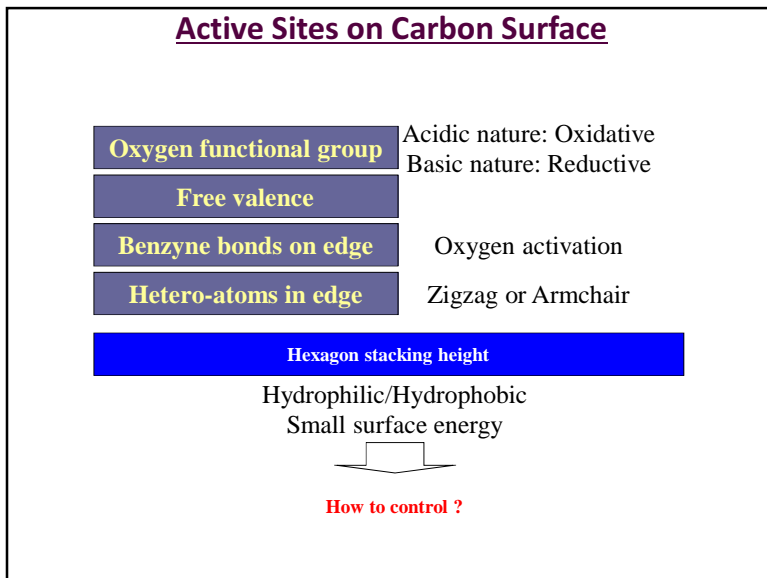 Active Sites on Carbon Surface
Oxygen functional group
Acidic nature: Oxidative
Basic nature: Reductive
Free valence
Benzyne bonds on edge
Oxygen activation
Hetero-atoms in edge
Zigzag or Armchair
Hexagon stacking height
Hydrophilic/Hydrophobic
Small surface energy
How to control ?